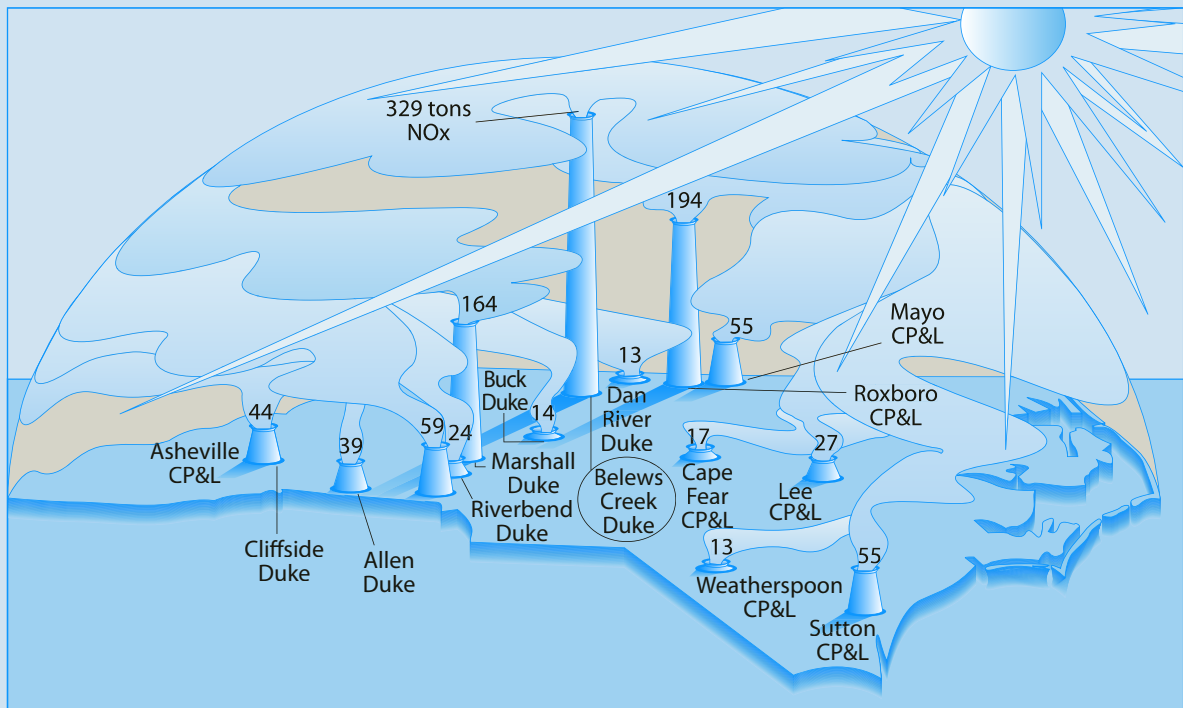 329 tons
NOx
194
164
55
Mayo
CP&L
13
Buck
Duke
Dan
River
Duke
Roxboro
CP&L
44
14
59
24
39
17
27
Asheville
CP&L
Marshall
Duke
Belews
Creek
Duke
Cape
Fear
CP&L
Lee
CP&L
Riverbend
Duke
Cliffside
Duke
Allen
Duke
13
55
Weatherspoon
CP&L
Sutton
CP&L